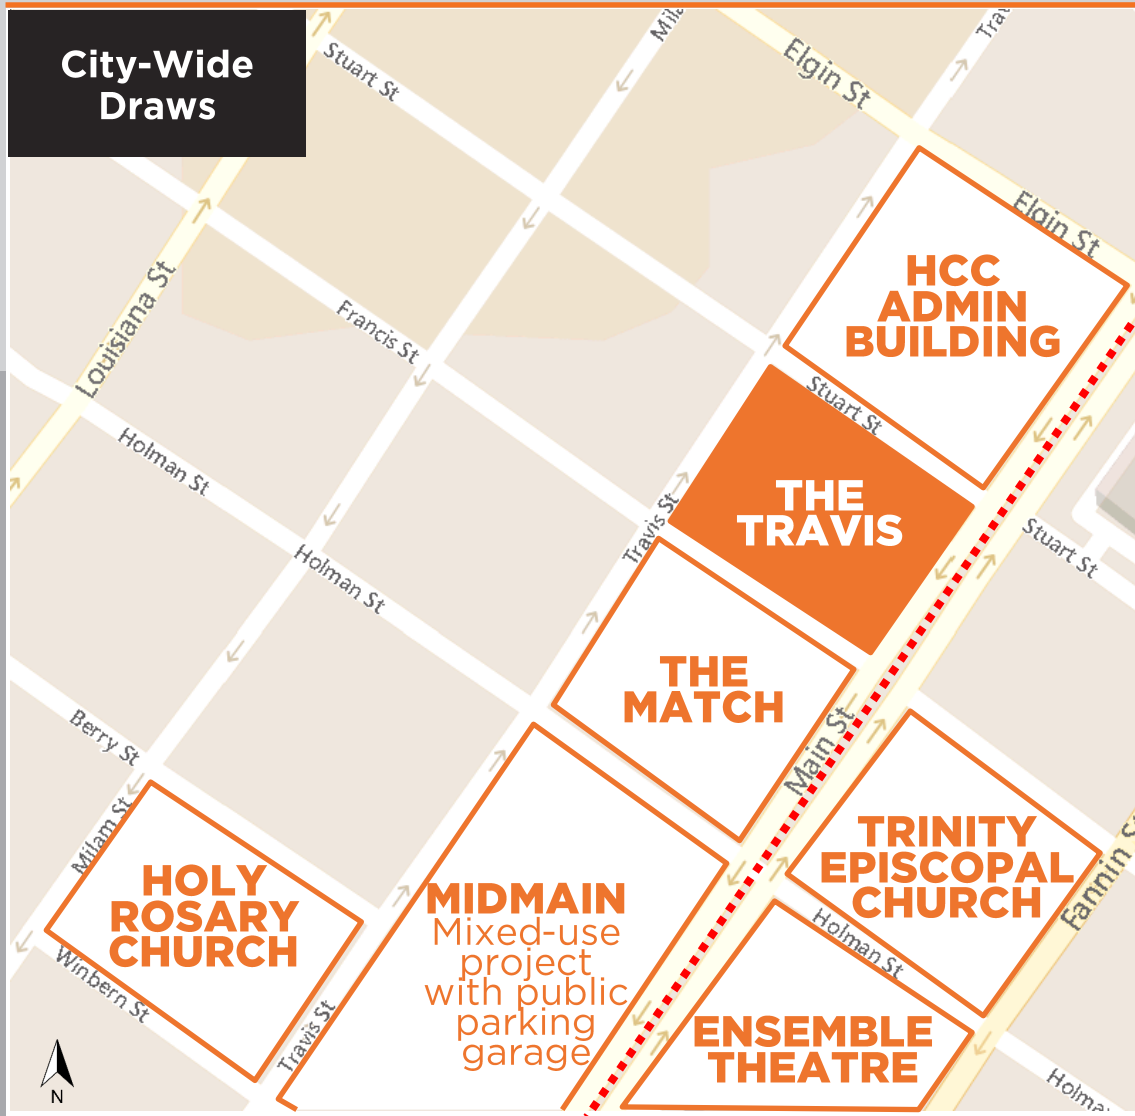 City-Wide
Draws
Stuart St
Elgin St
Elgin St
Louisiana St
Francis St
HCC
ADMIN
BUILDING
Stuart St
Holman St
THE
TRAVIS
Travis St
Stuart St
Holman St
THE
MATCH
Main St
Berry St
Milam St
TRINITY
EPISCOPAL
CHURCH
HOLY
ROSARY
CHURCH
MIDMAIN
Mixed-use
project
with public
parking
garage
Fannin S
Holman St
Winbern St
Travis St
ENSEMBLE
THEATRE
N